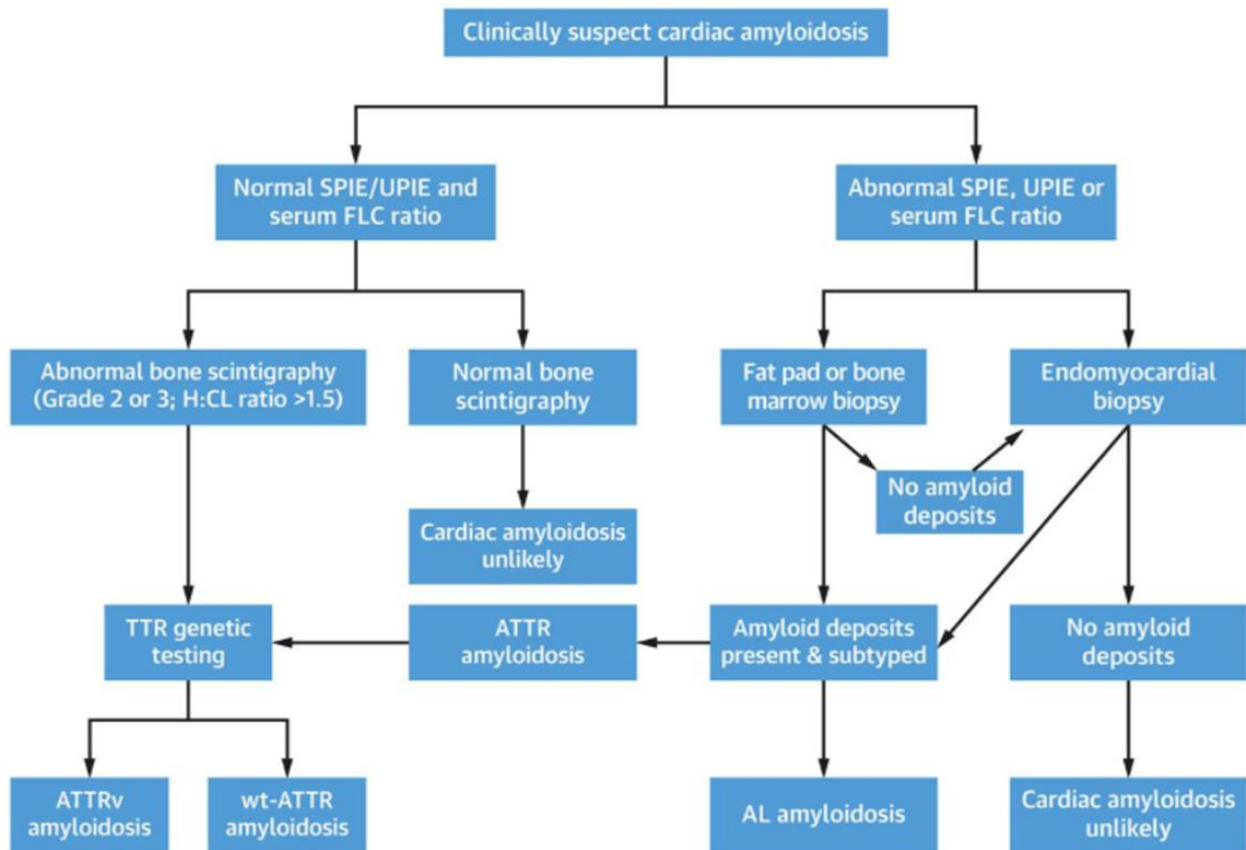 Clinically suspect cardiac amyloidosis
Normal SPIE/UPIE and
serum FLC ratio
Abnormal SPIE, UPIE or
serum FLC ratio
Abnormal bone scintigraphy
(Grade 2 or 3; H:CL ratio >1.5)
Normal bone
scintigraphy
Fat pad or bone
marrow biopsy
Endomyocardial
biopsy
No amyloid
deposits
Cardiac amyloidosis
unlikely
TTR genetic
testing
ATTR
amyloidosis
Amyloid deposits
present & subtyped
No amyloid
deposits
ATTRv
amyloidosis
wt-ATTR
amyloidosis
AL amyloidosis
Cardiac amyloidosis
unlikely